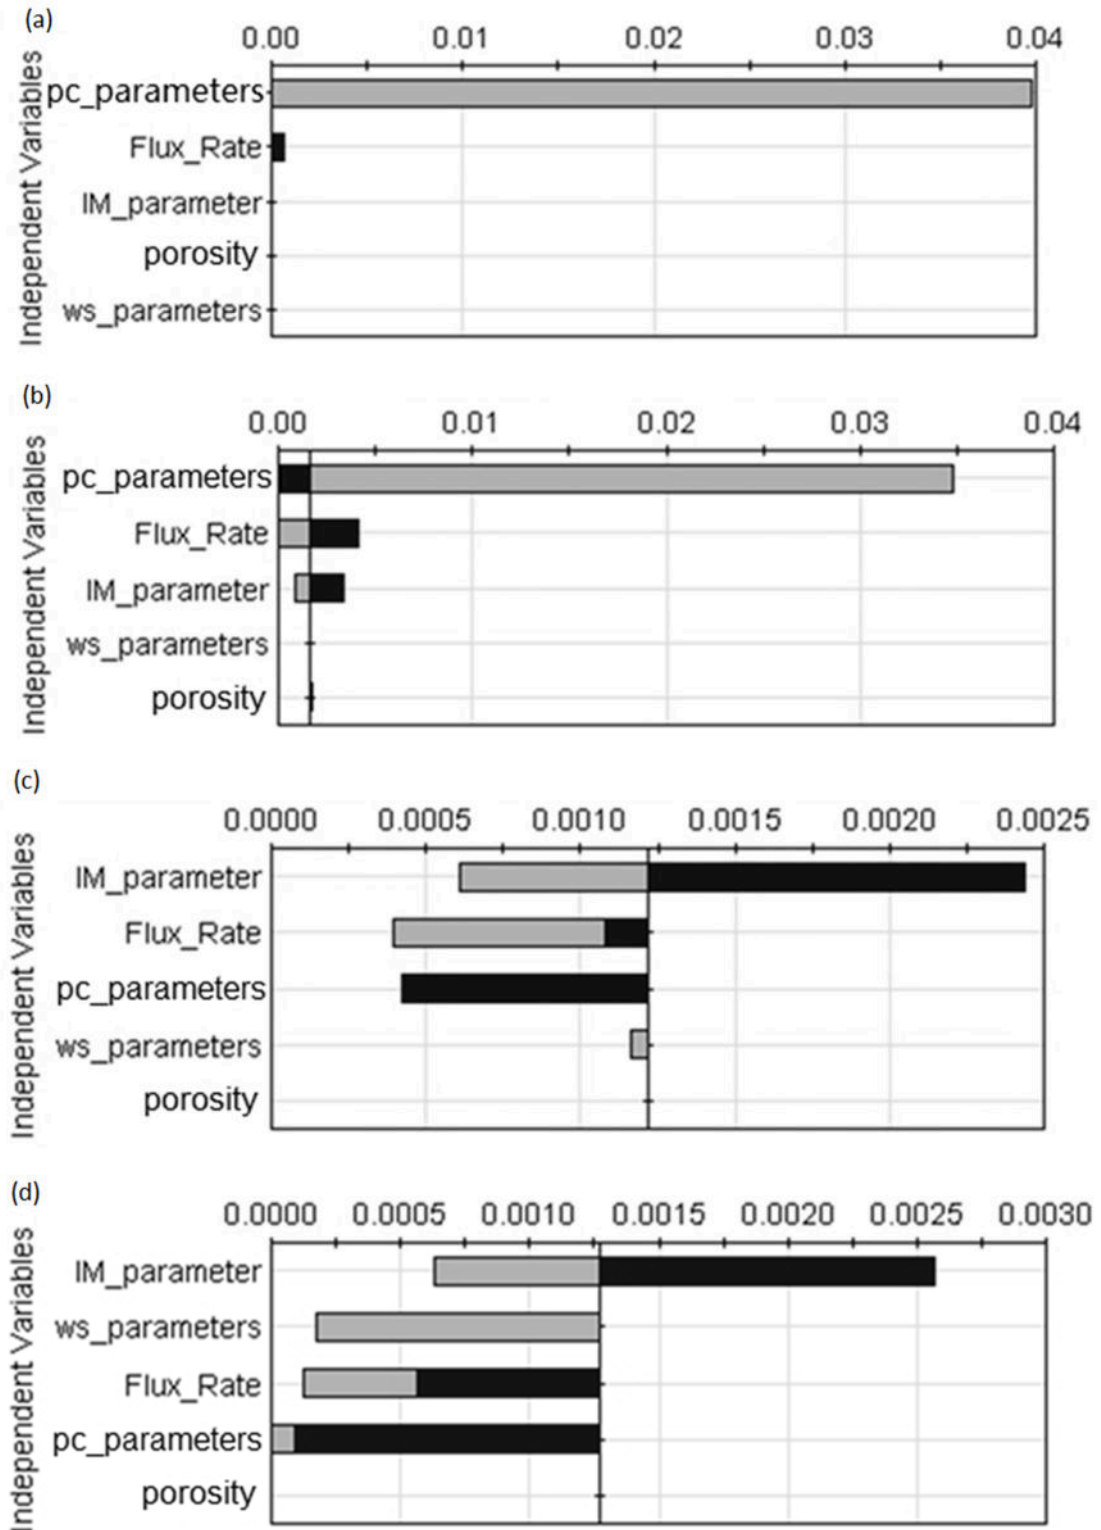 (a)
0.00 0.01 0.02 0.03 0.04
Independent Variables
pc_parameters
Flux_Rate
IM_parameter
porosity
ws_parameters
(b)
0.00 0.01 0.02 0.03 0.04
Independent Variables
pc_parameters
Flux_Rate
IM_parameter
ws_parameters
porosity
(c)
0.0000 0.0005 0.0010 0.0015 0.0020 0.0025
Independent Variables
IM_parameter
Flux_Rate
pc_parameters
ws_parameters
porosity
(d)
0.0000 0.0005 0.0010 0.0015 0.0020 0.0025 0.0030
Independent Variables
IM_parameter
ws_parameters
Flux_Rate
pc_parameters
porosity